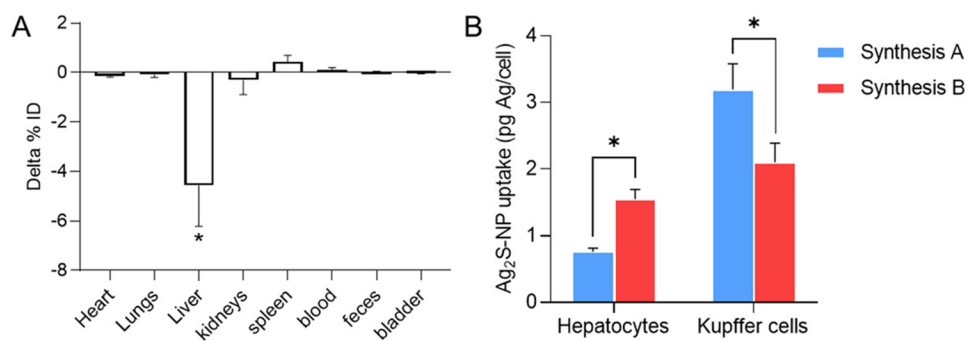 A
Delta % ID
2
0
-2
-4
-6
-8
*
Heart
Lungs
Liver
kidneys
spleen
blood
feces
bladder
B
Ag₂S-NP uptake (pg Ag/cell)
4
3
2
1
0
*
*
Hepatocytes
Kupffer cells
Synthesis A
Synthesis B